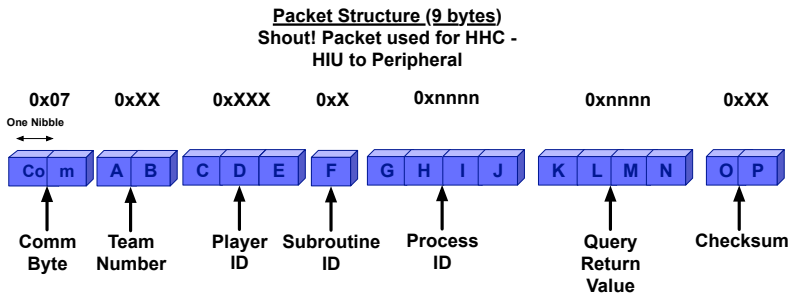 Packet Structure (9 bytes)
Shout! Packet used for HHC -
HIU to Peripheral
0x07 0xXX 0xXXX 0xX 0xnnnn 0xnnnn 0xXX
One Nibble
Co m A B C D E F G H I J K L M N O P
Comm Team Player Subroutine Process Query Checksum
Byte Number ID ID ID Return
Value